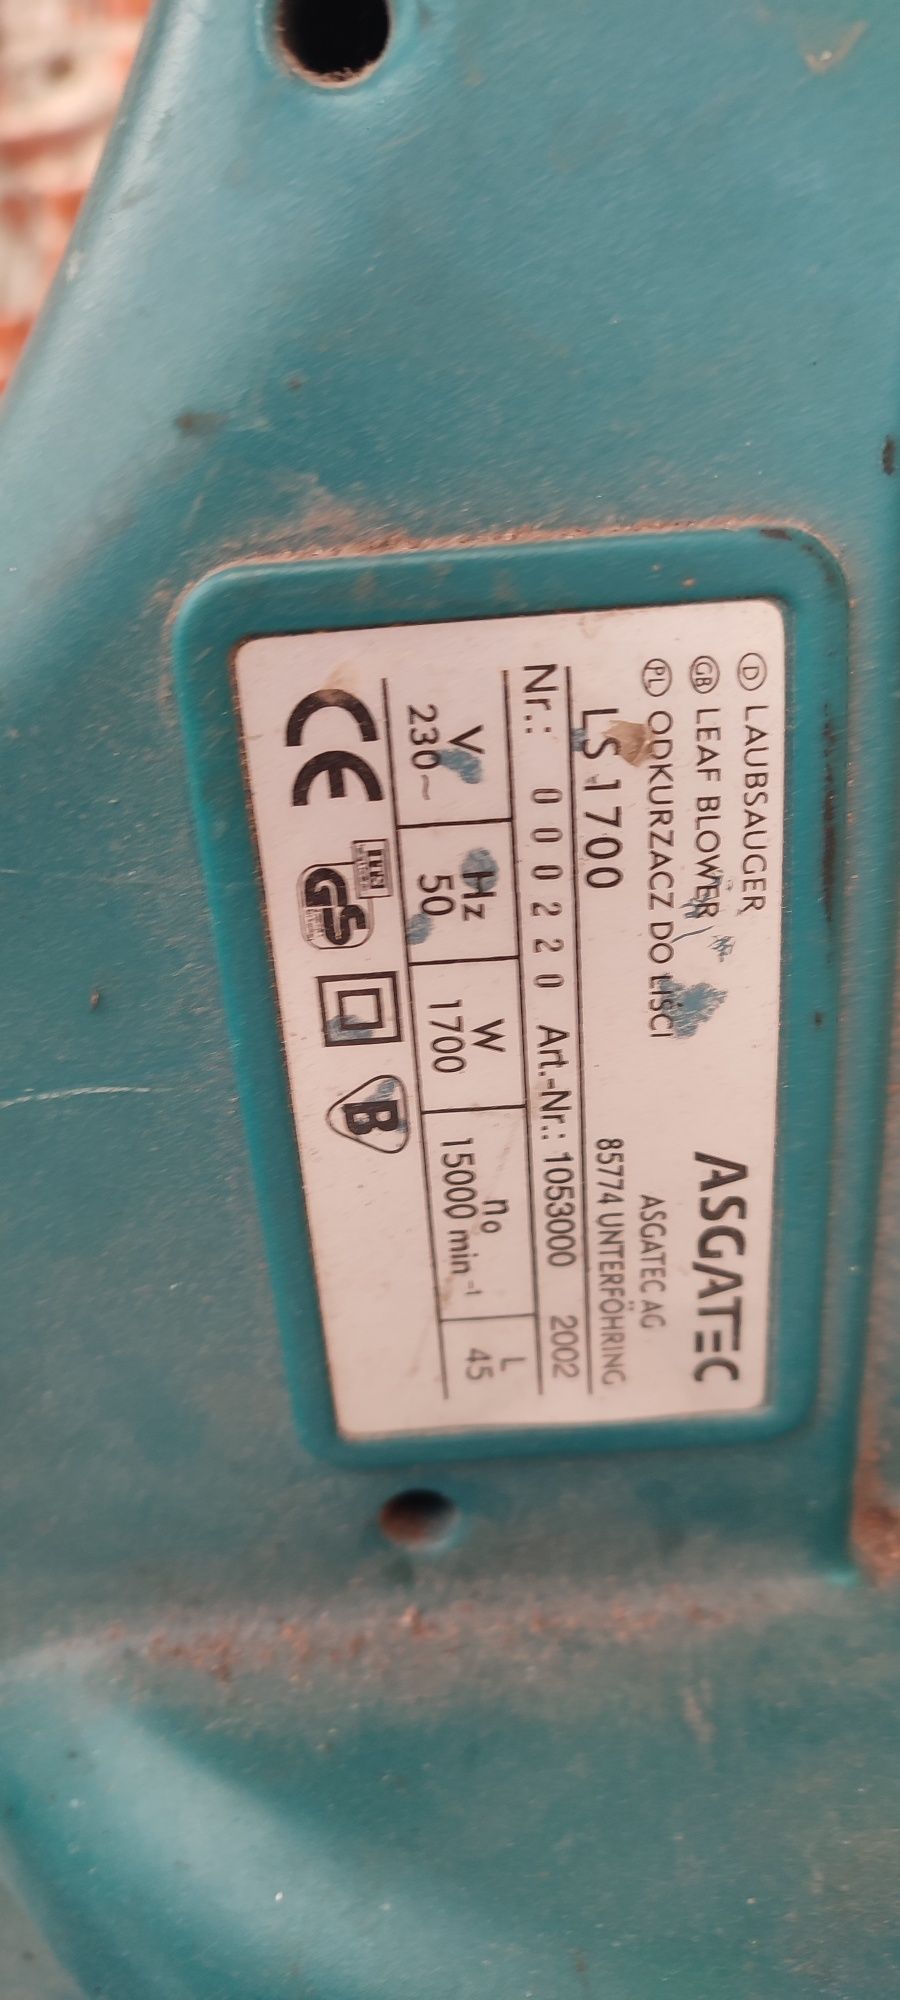 D LAUBSAUGER
GB LEAF BLOWER
PL ODKURZACZ DO LIŚCI
LS 1700
ASGATEC
ASGATEC AG
85774 UNTERFÖHRING
Nr.: 000220 Art.-Nr.: 1053000 2002
V Hz W no L
230~ 50 1700 15000 min-1 45
CE GS B